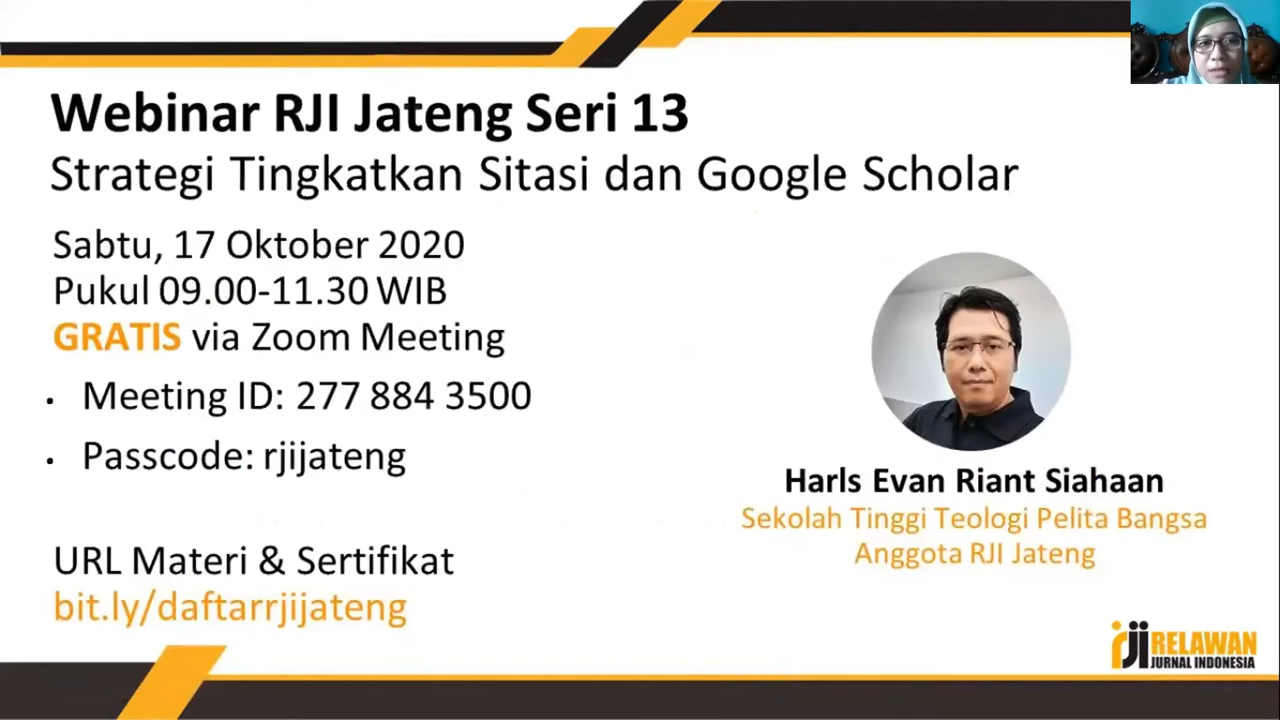 Webinar RJI Jateng Seri 13
Strategi Tingkatkan Sitasi dan Google Scholar
Sabtu, 17 Oktober 2020
Pukul 09.00-11.30 WIB
GRATIS via Zoom Meeting
• Meeting ID: 277 884 3500
• Passcode: rjijateng
URL Materi & Sertifikat
bit.ly/daftarrjijateng
Harls Evan Riant Siahaan
Sekolah Tinggi Teologi Pelita Bangsa
Anggota RJI Jateng
rji RELAWAN
JURNAL INDONESIA